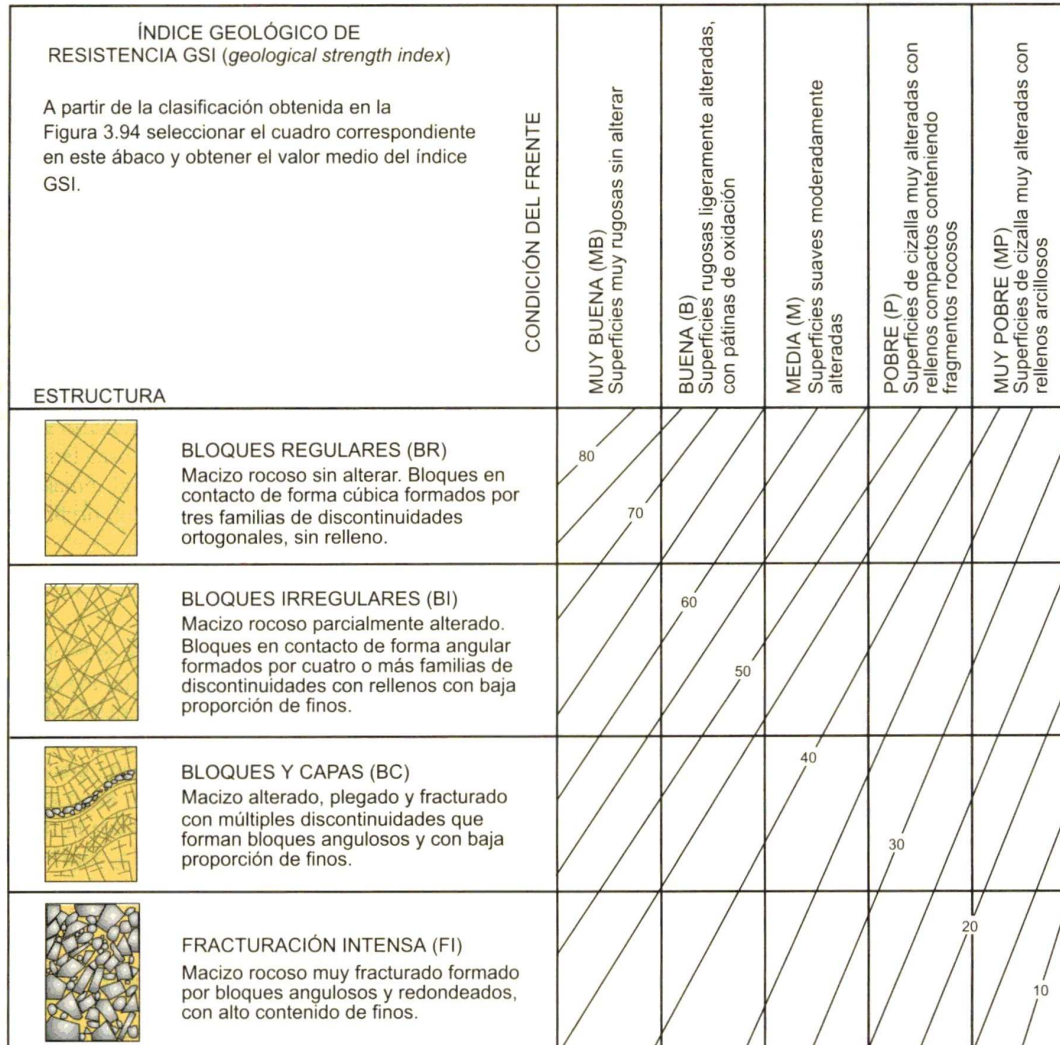 ÍNDICE GEOLÓGICO DE
RESISTENCIA GSI (geological strength index)
A partir de la clasificación obtenida en la
Figura 3.94 seleccionar el cuadro correspondiente
en este ábaco y obtener el valor medio del índice
GSI.
CONDICIÓN DEL FRENTE
MUY BUENA (MB)
Superficies muy rugosas sin alterar
BUENA (B)
Superficies rugosas ligeramente alteradas,
con pátinas de oxidación
MEDIA (M)
Superficies suaves moderadamente
alteradas
POBRE (P)
Superficies de cizalla muy alteradas con
rellenos compactos conteniendo
fragmentos rocosos
MUY POBRE (MP)
Superficies de cizalla muy alteradas con
rellenos arcillosos
ESTRUCTURA
BLOQUES REGULARES (BR)
Macizo rocoso sin alterar. Bloques en
contacto de forma cúbica formados por
tres familias de discontinuidades
ortogonales, sin relleno.
80
70
BLOQUES IRREGULARES (BI)
Macizo rocoso parcialmente alterado.
Bloques en contacto de forma angular
formados por cuatro o más familias de
discontinuidades con rellenos con baja
proporción de finos.
60
50
BLOQUES Y CAPAS (BC)
Macizo alterado, plegado y fracturado
con múltiples discontinuidades que
forman bloques angulosos y con baja
proporción de finos.
40
30
FRACTURACIÓN INTENSA (FI)
Macizo rocoso muy fracturado formado
por bloques angulosos y redondeados,
con alto contenido de finos.
20
10